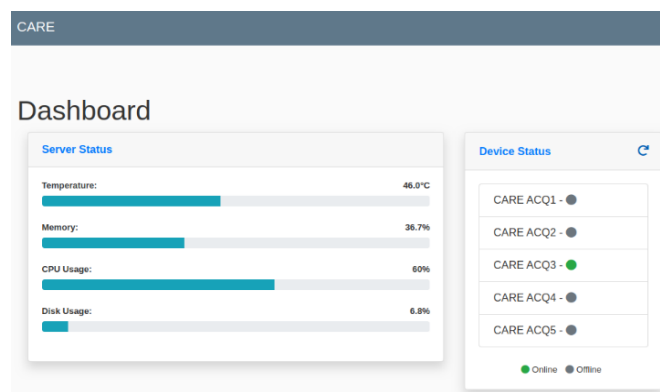 CARE
Dashboard
Server Status
Temperature: 46.0°C
Memory: 36.7%
CPU Usage: 60%
Disk Usage: 6.8%
Device Status
CARE ACQ1 -
CARE ACQ2 -
CARE ACQ3 -
CARE ACQ4 -
CARE ACQ5 -
Online Offline